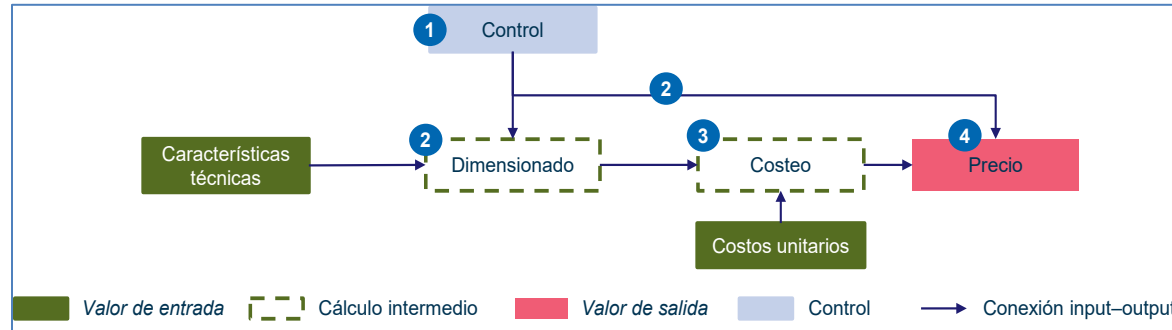 1
Control
2
Características
técnicas
2
Dimensionado
3
Costeo
4
Precio
Costos unitarios
Valor de entrada
Cálculo intermedio
Valor de salida
Control
Conexión input–output